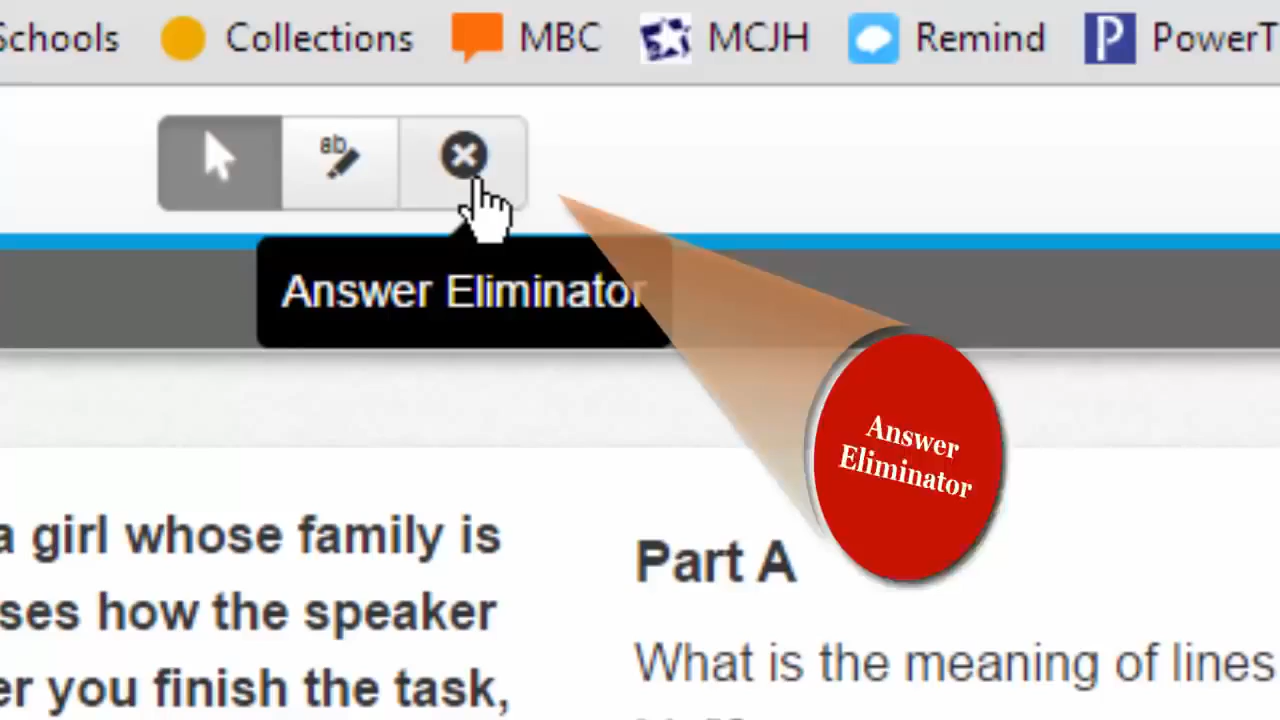 Schools Collections MBC MCJH Remind PowerT
ab
Answer Eliminator
Answer
Eliminator
a girl whose family is
ses how the speaker
er you finish the task,
Part A
What is the meaning of lines